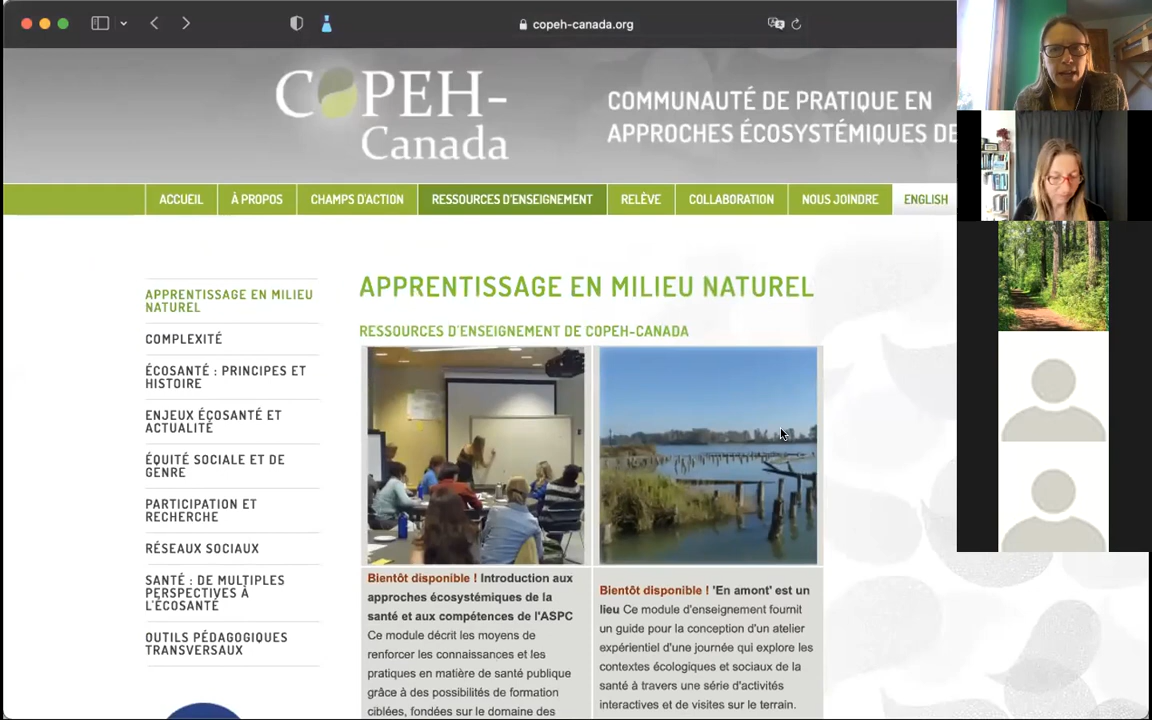 copeh-canada.org
COPEH-
Canada
COMMUNAUTÉ DE PRATIQUE EN
APPROCHES ÉCOSYSTÉMIQUES DE
ACCUEIL
À PROPOS
CHAMPS D'ACTION
RESSOURCES D'ENSEIGNEMENT
RELÈVE
COLLABORATION
NOUS JOINDRE
ENGLISH
APPRENTISSAGE EN MILIEU
NATUREL
COMPLEXITÉ
ÉCOSANTÉ : PRINCIPES ET
HISTOIRE
ENJEUX ÉCOSANTÉ ET
ACTUALITÉ
ÉQUITÉ SOCIALE ET DE
GENRE
PARTICIPATION ET
RECHERCHE
RÉSEAUX SOCIAUX
SANTÉ : DE MULTIPLES
PERSPECTIVES À
L'ÉCOSANTÉ
OUTILS PÉDAGOGIQUES
TRANSVERSAUX
APPRENTISSAGE EN MILIEU NATUREL
RESSOURCES D'ENSEIGNEMENT DE COPEH-CANADA
Bientôt disponible ! Introduction aux
approches écosystémiques de la
santé et aux compétences de l'ASPC
Ce module décrit les moyens de
renforcer les connaissances et les
pratiques en matière de santé publique
grâce à des possibilités de formation
ciblées, fondées sur le domaine des
Bientôt disponible ! 'En amont' est un
lieu Ce module d'enseignement fournit
un guide pour la conception d'un atelier
expérientiel d'une journée qui explore les
contextes écologiques et sociaux de la
santé à travers une série d'activités
interactives et de visites sur le terrain.